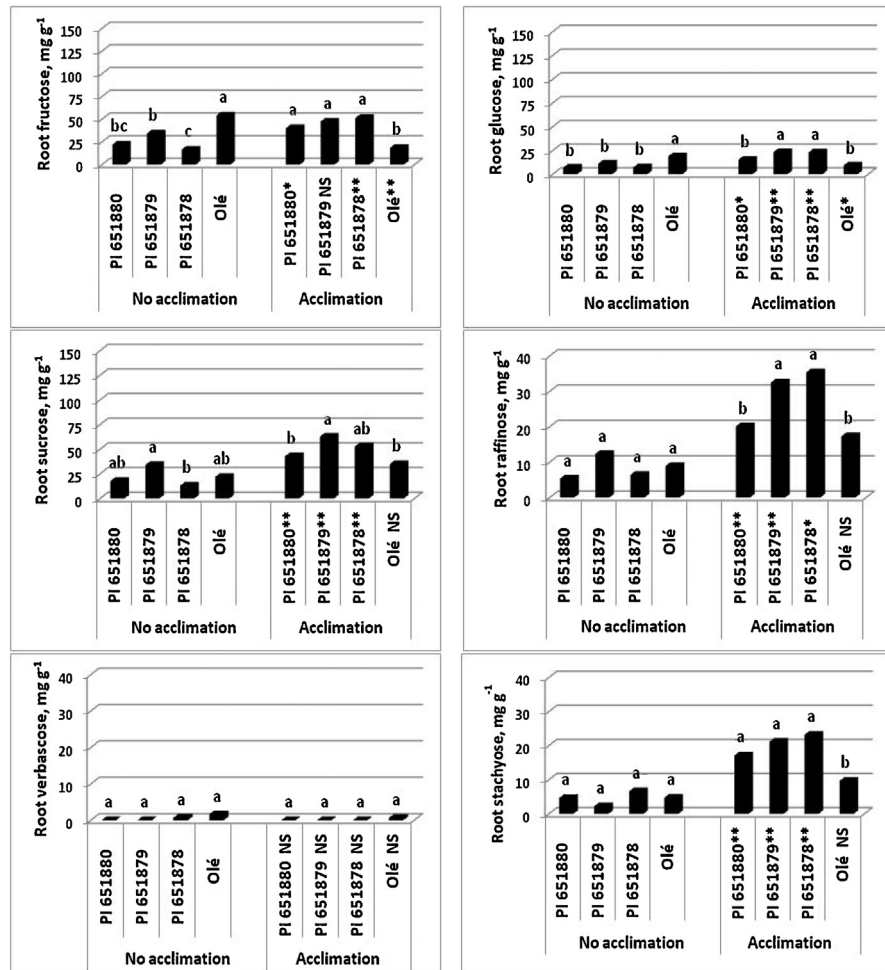 Root fructose, mg g-1
150
125
100
75
50
25
0
bc b c a a a a b
PI 651880 PI 651879 PI 651878 Olé PI 651880* PI 651879 NS PI 651878** Olé**
No acclimation Acclimation
Root glucose, mg g-1
150
125
100
75
50
25
0
b b b a b a a b
PI 651880 PI 651879 PI 651878 Olé PI 651880* PI 651879** PI 651878** Olé*
No acclimation Acclimation
Root sucrose, mg g-1
150
125
100
75
50
25
0
ab a b ab b a ab b
PI 651880 PI 651879 PI 651878 Olé PI 651880** PI 651879** PI 651878** Olé NS
No acclimation Acclimation
Root raffinose, mg g-1
40
30
20
10
0
a a a a b a a b
PI 651880 PI 651879 PI 651878 Olé PI 651880** PI 651879** PI 651878* Olé NS
No acclimation Acclimation
Root verbascose, mg g-1
40
30
20
10
0
a a a a a a a a
PI 651880 PI 651879 PI 651878 Olé PI 651880 NS PI 651879 NS PI 651878 NS Olé NS
No acclimation Acclimation
Root stachyose, mg g-1
40
30
20
10
0
a a a a a a a b
PI 651880 PI 651879 PI 651878 Olé PI 651880** PI 651879** PI 651878** Olé NS
No acclimation Acclimation